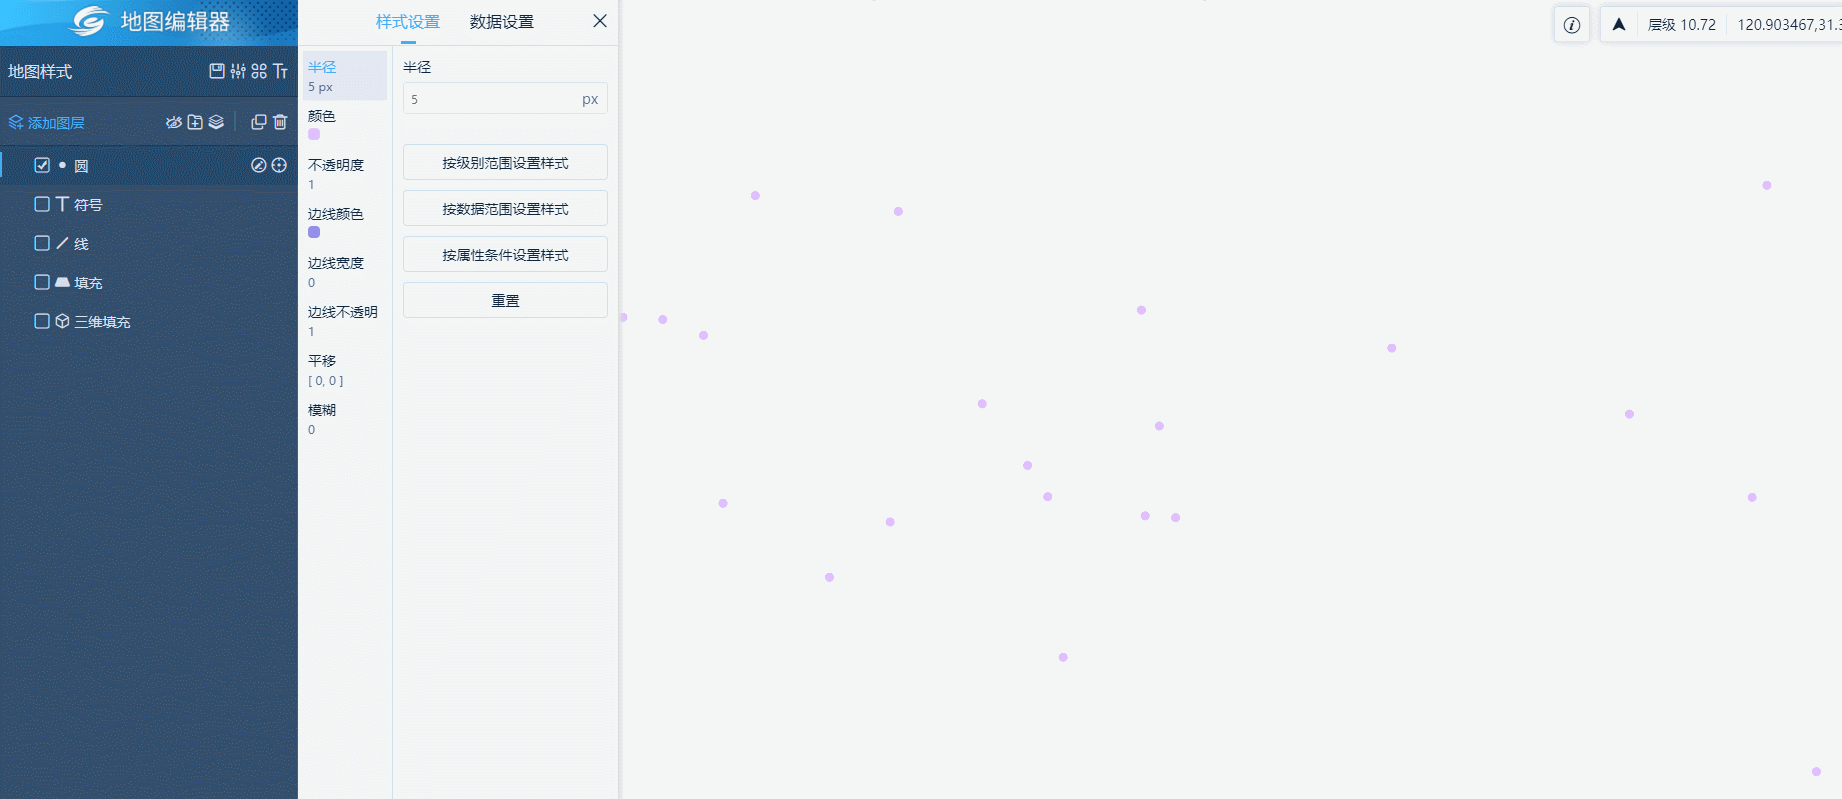 地图编辑器
地图样式
添加图层
圆
符号
线
填充
三维填充
样式设置
数据设置
半径
5 px
颜色
不透明度
1
边线颜色
边线宽度
0
边线不透明
1
平移
[ 0, 0 ]
模糊
0
半径
5 px
按级别范围设置样式
按数据范围设置样式
按属性条件设置样式
重置
层级 10.72
120.903467,31.3